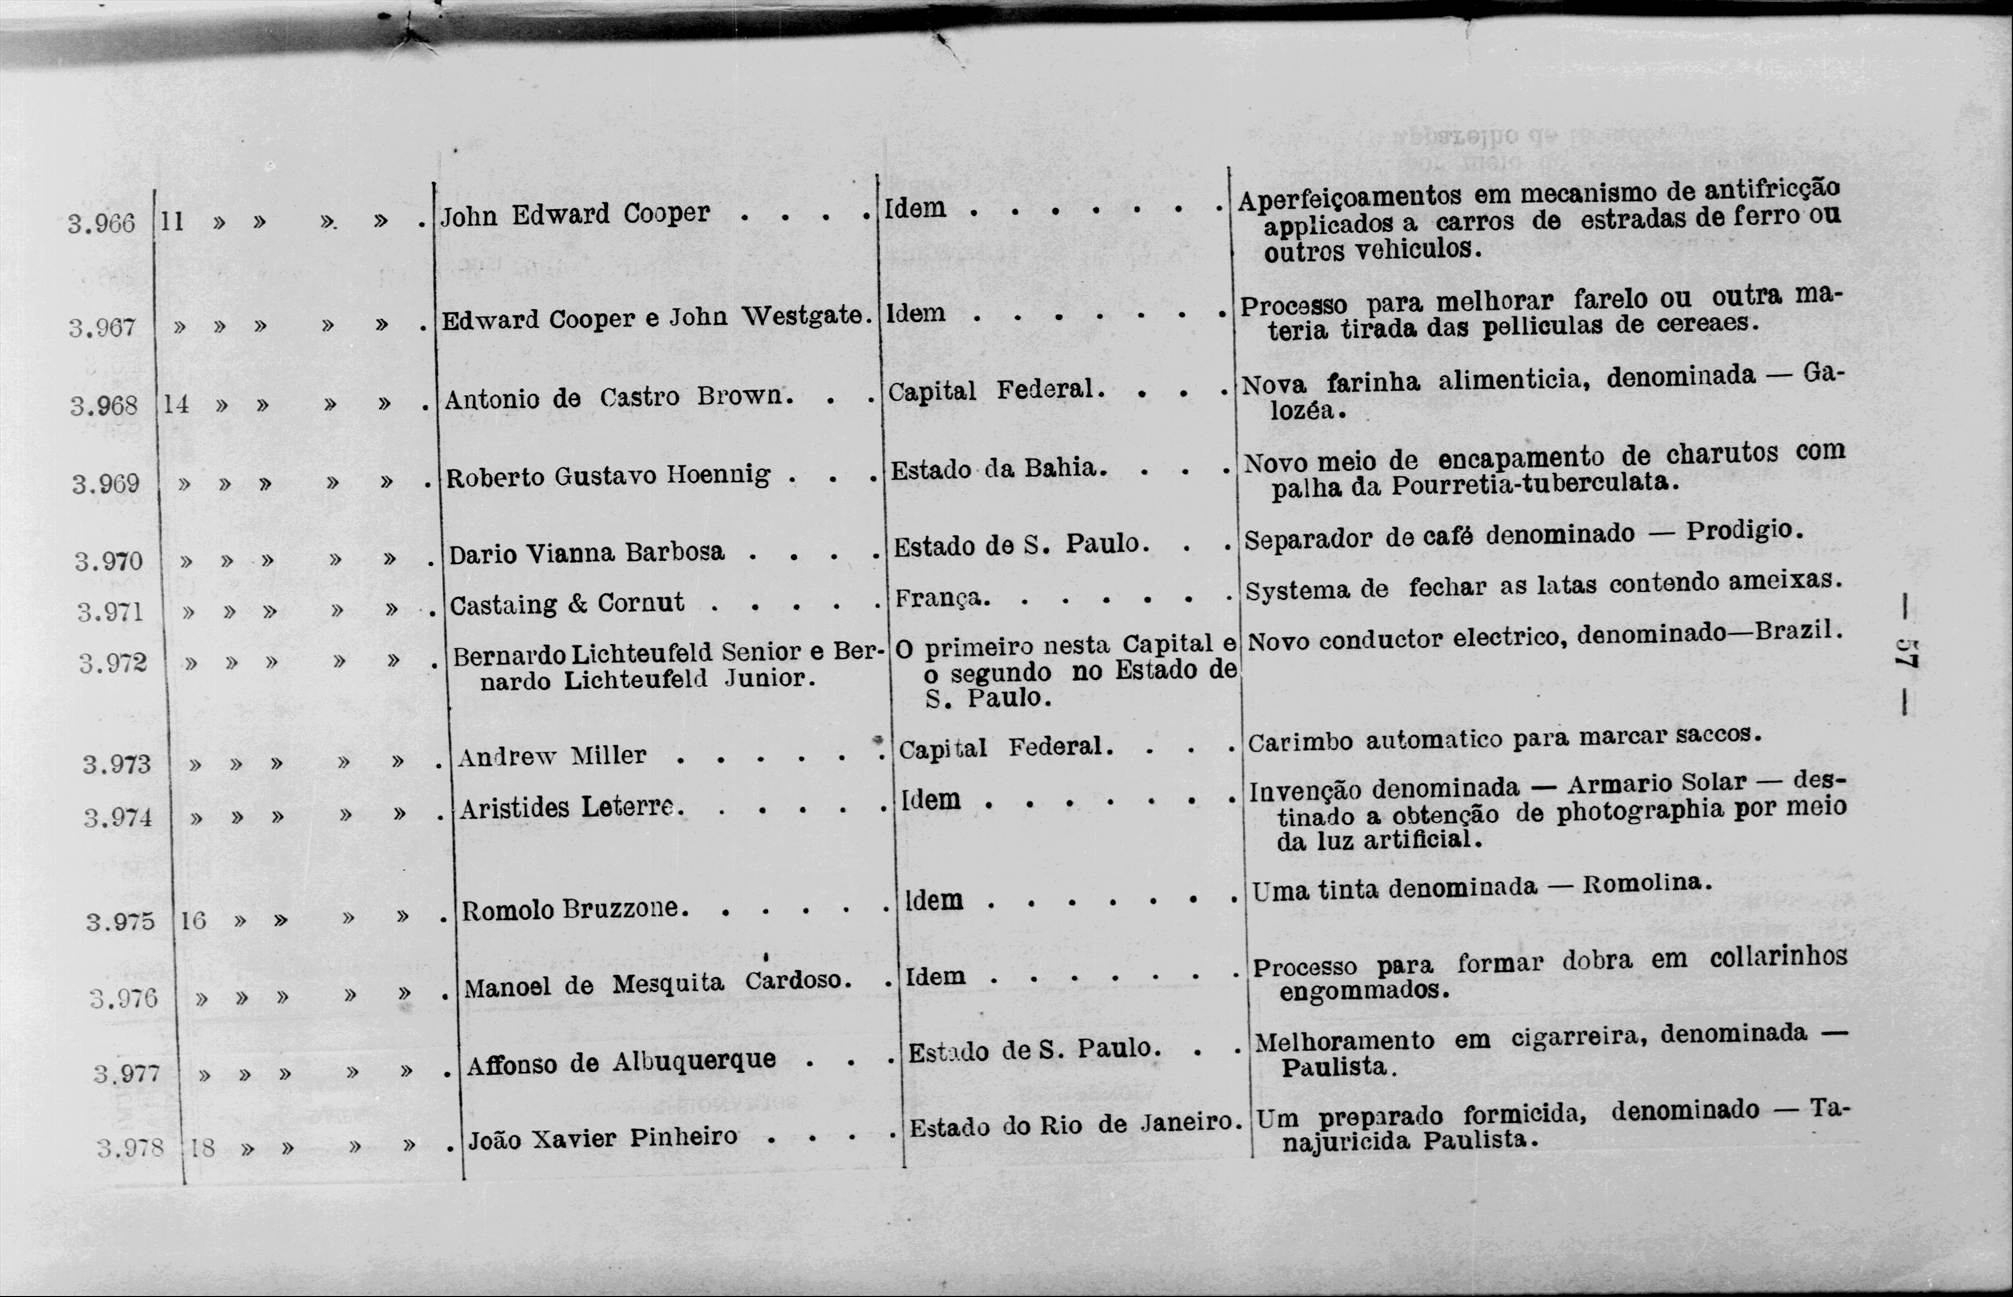 3.966 11 » » » » . John Edward Cooper . . . . Idem . . . . . . . Aperfeiçoamentos em mecanismo de antifricção
applicados a carros de estradas de ferro ou
outros vehiculos.
3.967 » » » » » . Edward Cooper e John Westgate. Idem . . . . . . . Processo para melhorar farelo ou outra ma-
teria tirada das pelliculas de cereaes.
3.968 14 » » » » . Antonio de Castro Brown. . . Capital Federal. . . . Nova farinha alimenticia, denominada — Ga-
lozéa.
3.969 » » » » » . Roberto Gustavo Hoennig . . . Estado da Bahia. . . . Novo meio de encapamento de charutos com
palha da Pourretia-tuberculata.
3.970 » » » » » . Dario Vianna Barbosa . . . . Estado de S. Paulo. . . Separador de café denominado — Prodigio.
3.971 » » » » » . Castaing & Cornut . . . . . França. . . . . . . Systema de fechar as latas contendo ameixas.
3.972 » » » » » . Bernardo Lichteufeld Senior e Ber- O primeiro nesta Capital e Novo conductor electrico, denominado—Brazil.
nardo Lichteufeld Junior. o segundo no Estado de
S. Paulo.
3.973 » » » » » . Andrew Miller . . . . . . Capital Federal. . . . Carimbo automatico para marcar saccos.
3.974 » » » » » . Aristides Leterre. . . . . . Idem . . . . . . . Invenção denominada — Armario Solar — des-
tinado a obtenção de photographia por meio
da luz artificial.
3.975 16 » » » » . Romolo Bruzzone. . . . . . Idem . . . . . . . Uma tinta denominada — Romolina.
3.976 » » » » » . Manoel de Mesquita Cardoso. . Idem . . . . . . . Processo para formar dobra em collarinhos
engommados.
3.977 » » » » » . Affonso de Albuquerque . . . Estado de S. Paulo. . . Melhoramento em cigarreira, denominada —
Paulista.
3.978 18 » » » » . João Xavier Pinheiro . . . . Estado do Rio de Janeiro. Um preparado formicida, denominado — Ta-
najuricida Paulista.
— 57 —